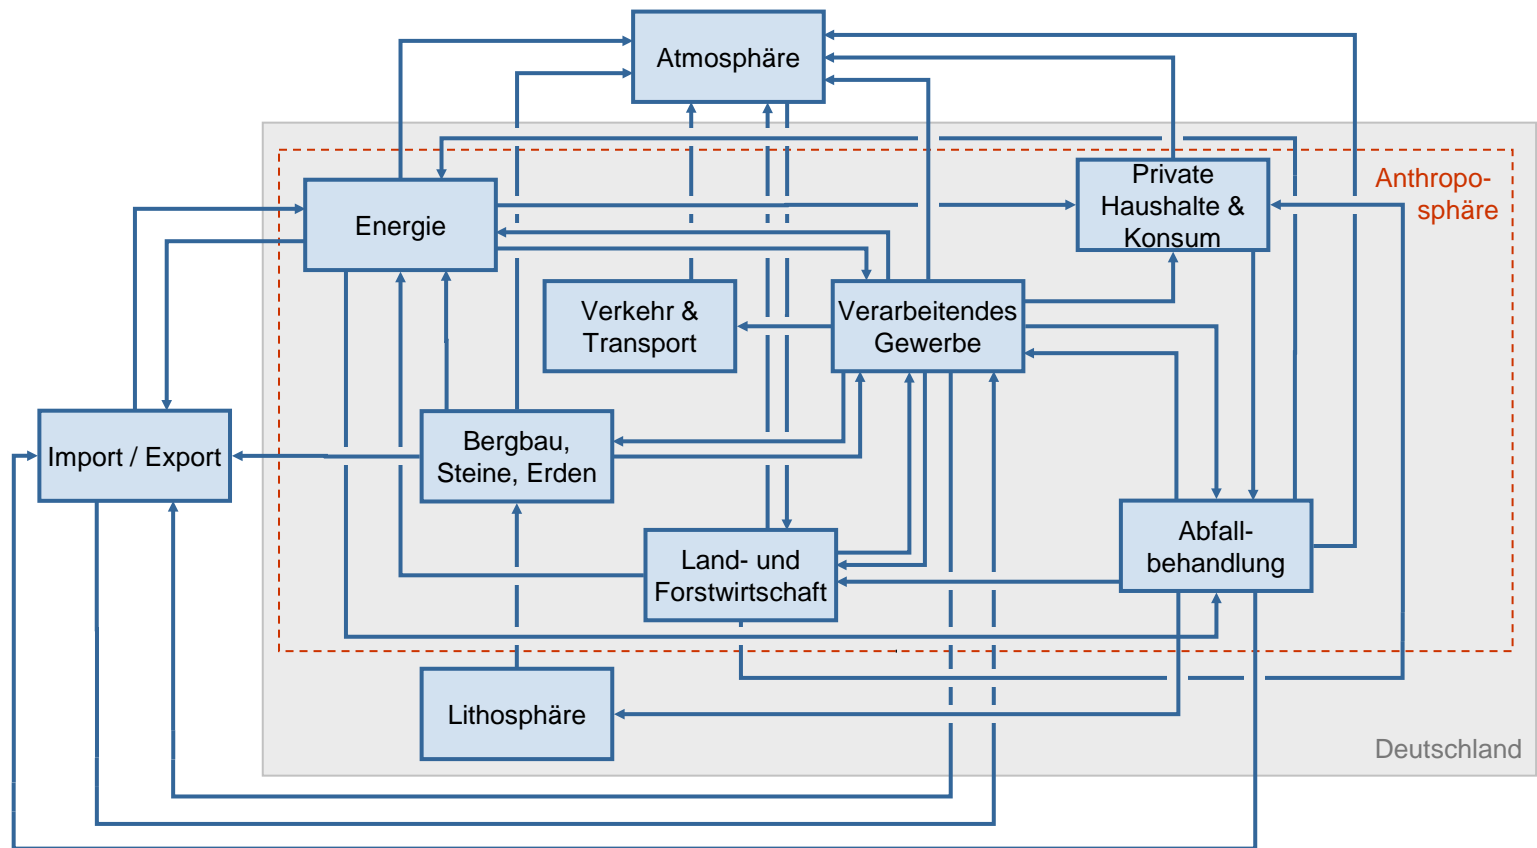 Atmosphäre
Private
Haushalte &
Konsum
Anthropo-
sphäre
Energie
Verkehr &
Transport
Verarbeitendes
Gewerbe
Import / Export
Bergbau,
Steine, Erden
Land- und
Forstwirtschaft
Abfall-
behandlung
Lithosphäre
Deutschland